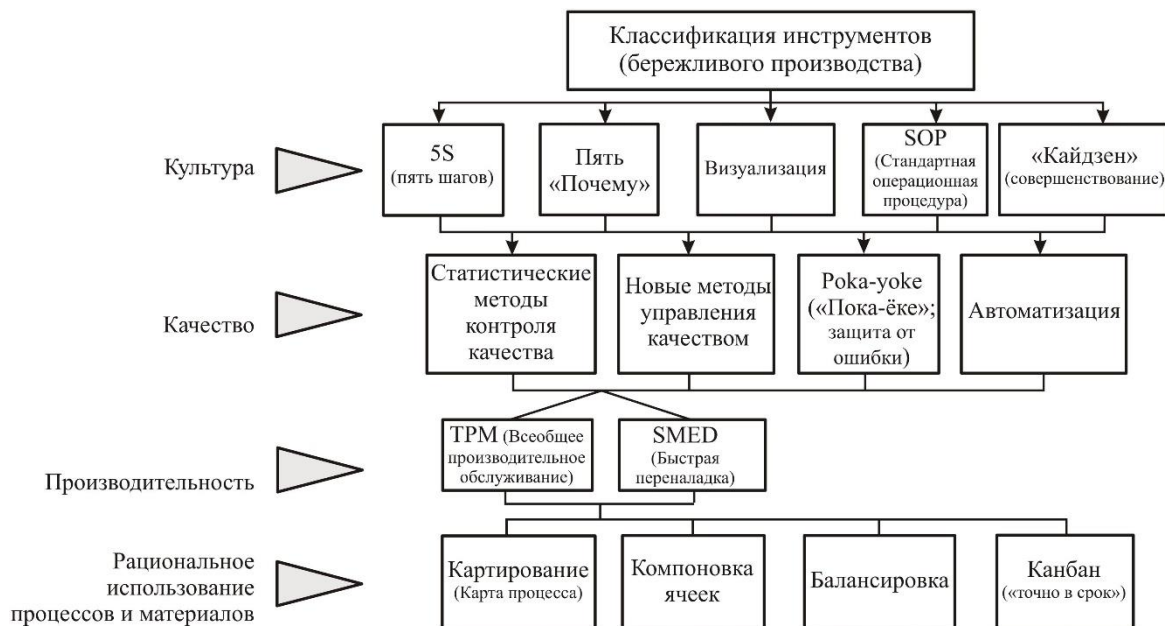 Классификация инструментов
(бережливого производства)
Культура
5S
(пять шагов)
Пять
«Почему»
Визуализация
SOP
(Стандартная
операционная
процедура)
«Кайдзен»
(совершенствование)
Качество
Статистические
методы
контроля
качества
Новые методы
управления
качеством
Poka-yoke
(«Пока-ёке»;
защита от
ошибки)
Автоматизация
Производительность
TPM (Всеобщее
производительное
обслуживание)
SMED
(Быстрая
переналадка)
Рациональное
использование
процессов и материалов
Картирование
(Карта процесса)
Компоновка
ячеек
Балансировка
Канбан
(«точно в срок»)